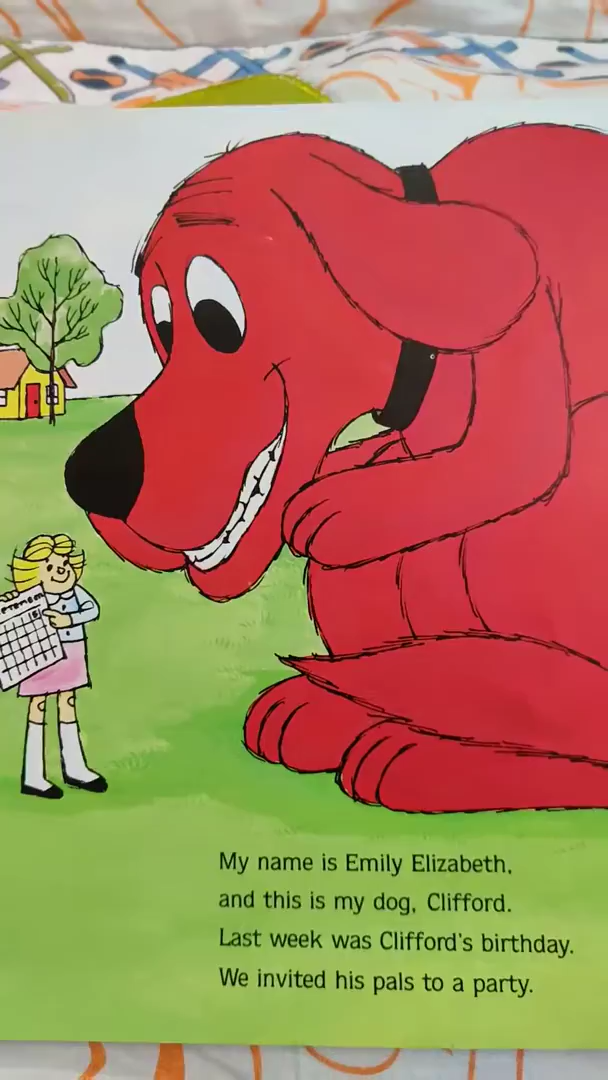 My name is Emily Elizabeth,
and this is my dog, Clifford.
Last week was Clifford's birthday.
We invited his pals to a party.